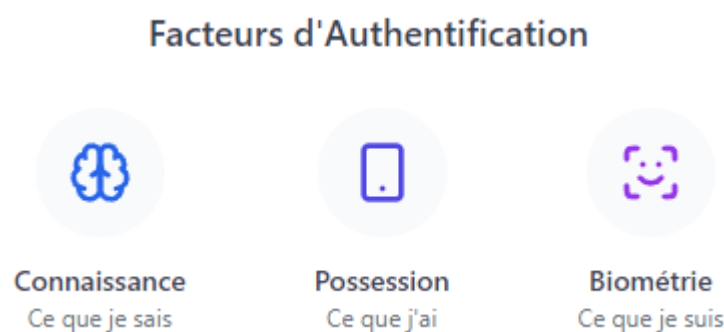 Facteurs d'Authentification
Connaissance
Ce que je sais
Possession
Ce que j'ai
Biométrie
Ce que je suis